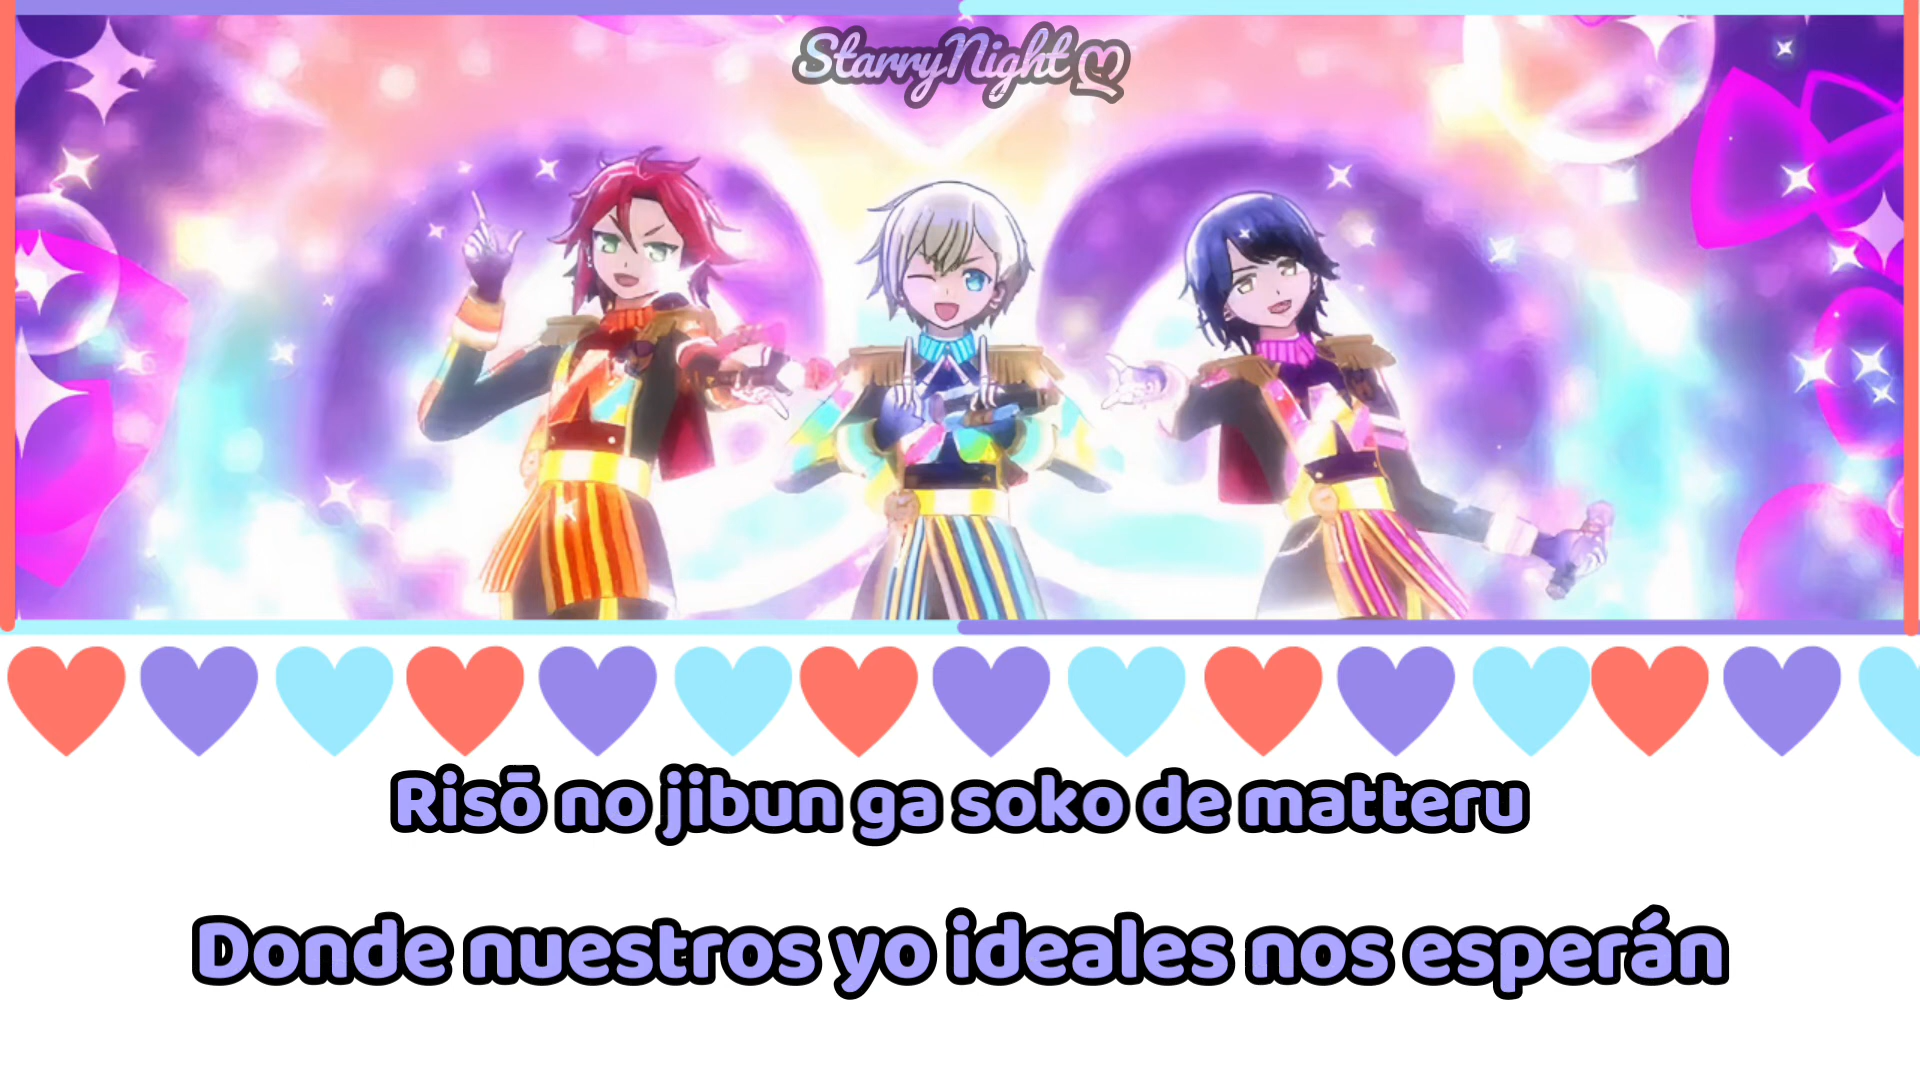 StarryNight
Risō no jibun ga soko de matteru
Donde nuestros yo ideales nos esperán